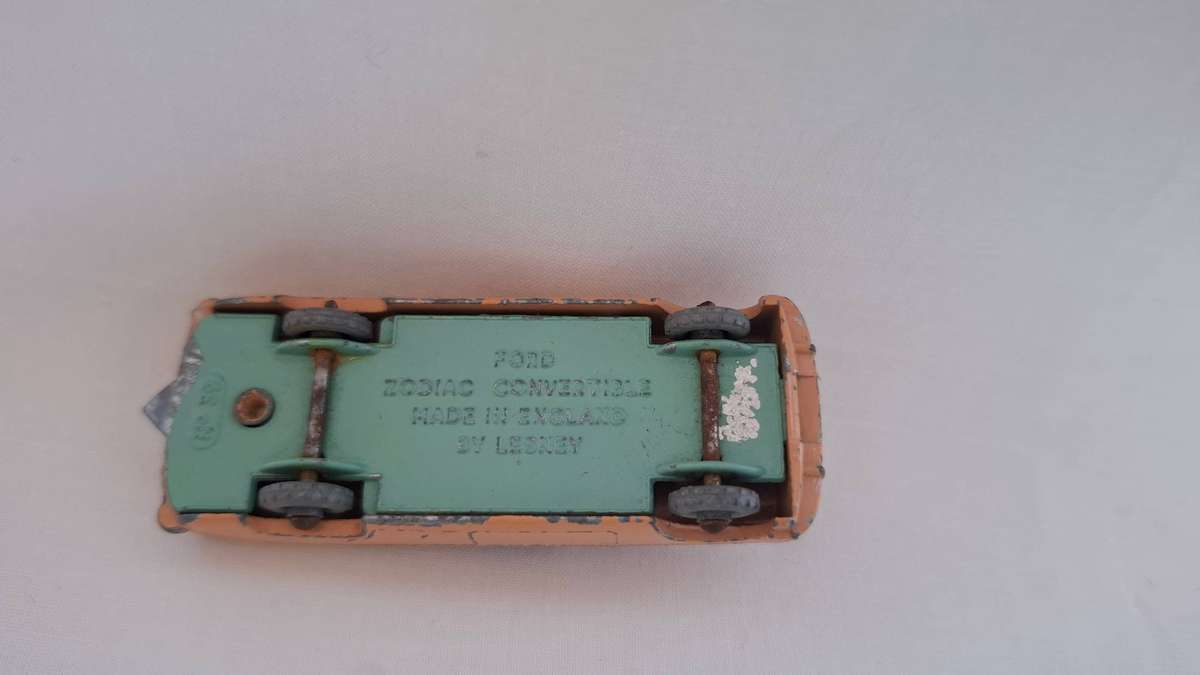 FORD
ZODIAC CONVERTIBLE
MADE IN ENGLAND
BY LESNEY